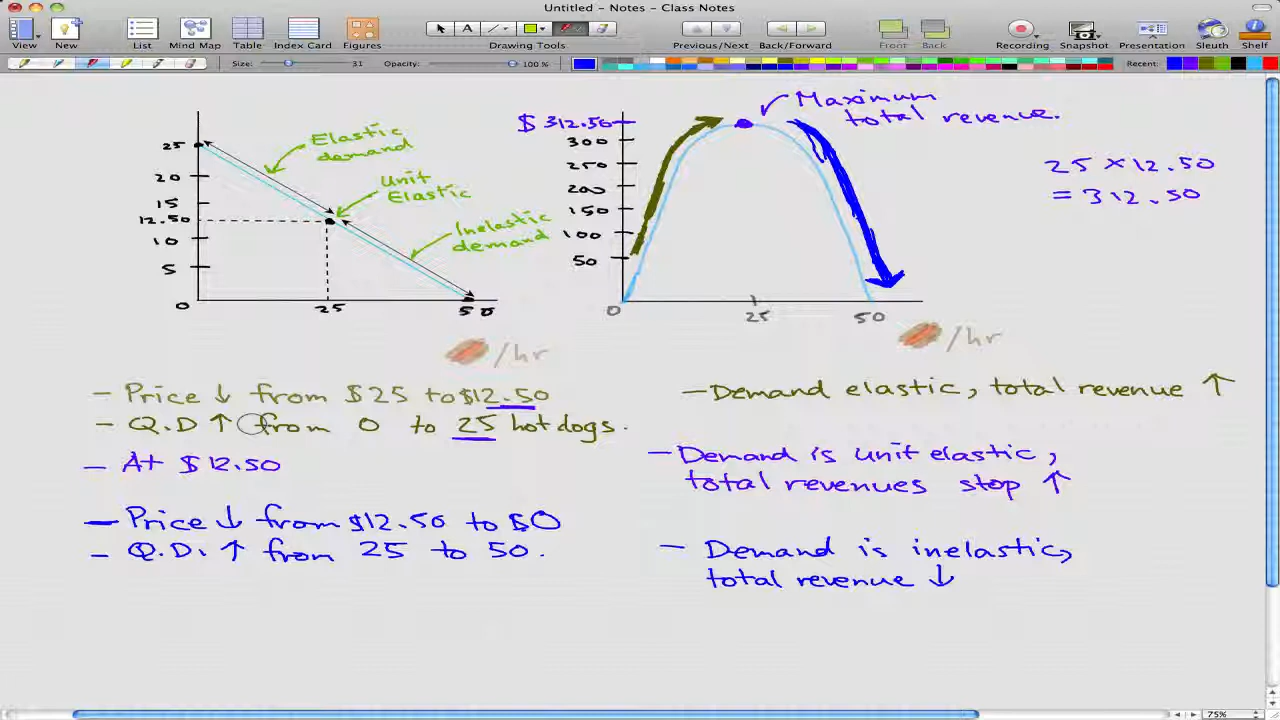 Untitled - Notes - Class Notes
View New List Mind Map Table Index Card Figures Drawing Tools Previous/Next Back/Forward Front Back Recording Snapshot Presentation Sleuth Shelf
Size: 31 Opacity: 100 % Recent:
25
20
15
12.50
10
5
0
25
50
Elastic
demand
Unit
Elastic
Inelastic
demand
/hr
$ 312.50
300
250
200
150
100
50
0
25
50
/hr
Maximum
total revenue.
25 × 12.50
= 312.50
- Price ↓ from $25 to $12.50
- Q.D ↑ from 0 to 25 hotdogs.
- At $12.50
- Price ↓ from $12.50 to $0
- Q.D. ↑ from 25 to 50.
- Demand elastic, total revenue ↑
- Demand is unit elastic,
total revenues stop ↑
- Demand is inelastic,
total revenue ↓
75%